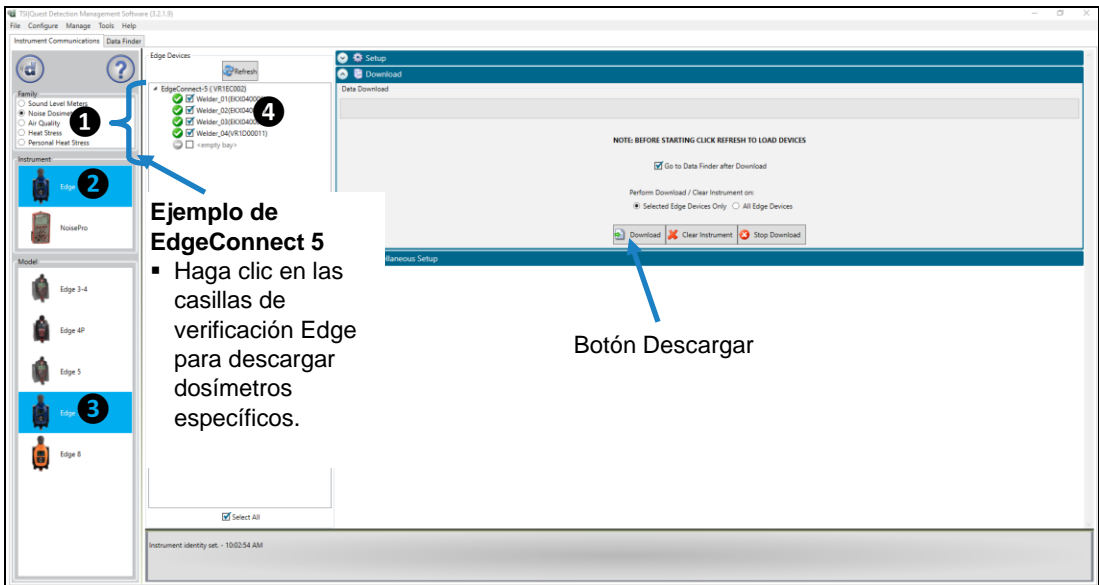 TSI|Quest Detection Management Software (3.2.1.9)
File Configure Manage Tools Help
Instrument Communications Data Finder
Family
Sound Level Meters
Noise Dosime
Air Quality
Heat Stress
Personal Heat Stress
1
Instrument
Edge
2
NoisePro
Model
Edge 3-4
Edge 4P
Edge 5
Edge
3
Edge 8
Edge Devices
Refresh
EdgeConnect-5 ( VR1EC002)
Welder_01(EKX04000
Welder_02(EKX040
Welder_03(EKX0400
Welder_04(VR1D00011)
<empty bay>
4
Ejemplo de
EdgeConnect 5
▪ Haga clic en las
casillas de
verificación Edge
para descargar
dosímetros
específicos.
Select All
Setup
Download
Data Download
NOTE: BEFORE STARTING CLICK REFRESH TO LOAD DEVICES
Go to Data Finder after Download
Perform Download / Clear Instrument on:
Selected Edge Devices Only All Edge Devices
Download Clear Instrument Stop Download
llaneous Setup
Botón Descargar
Instrument identity set. - 10:02:54 AM